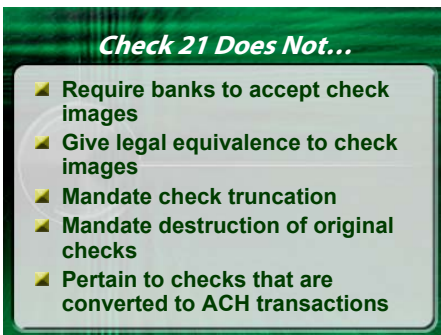 Check 21 Does Not...
Require banks to accept check
images
Give legal equivalence to check
images
Mandate check truncation
Mandate destruction of original
checks
Pertain to checks that are
converted to ACH transactions